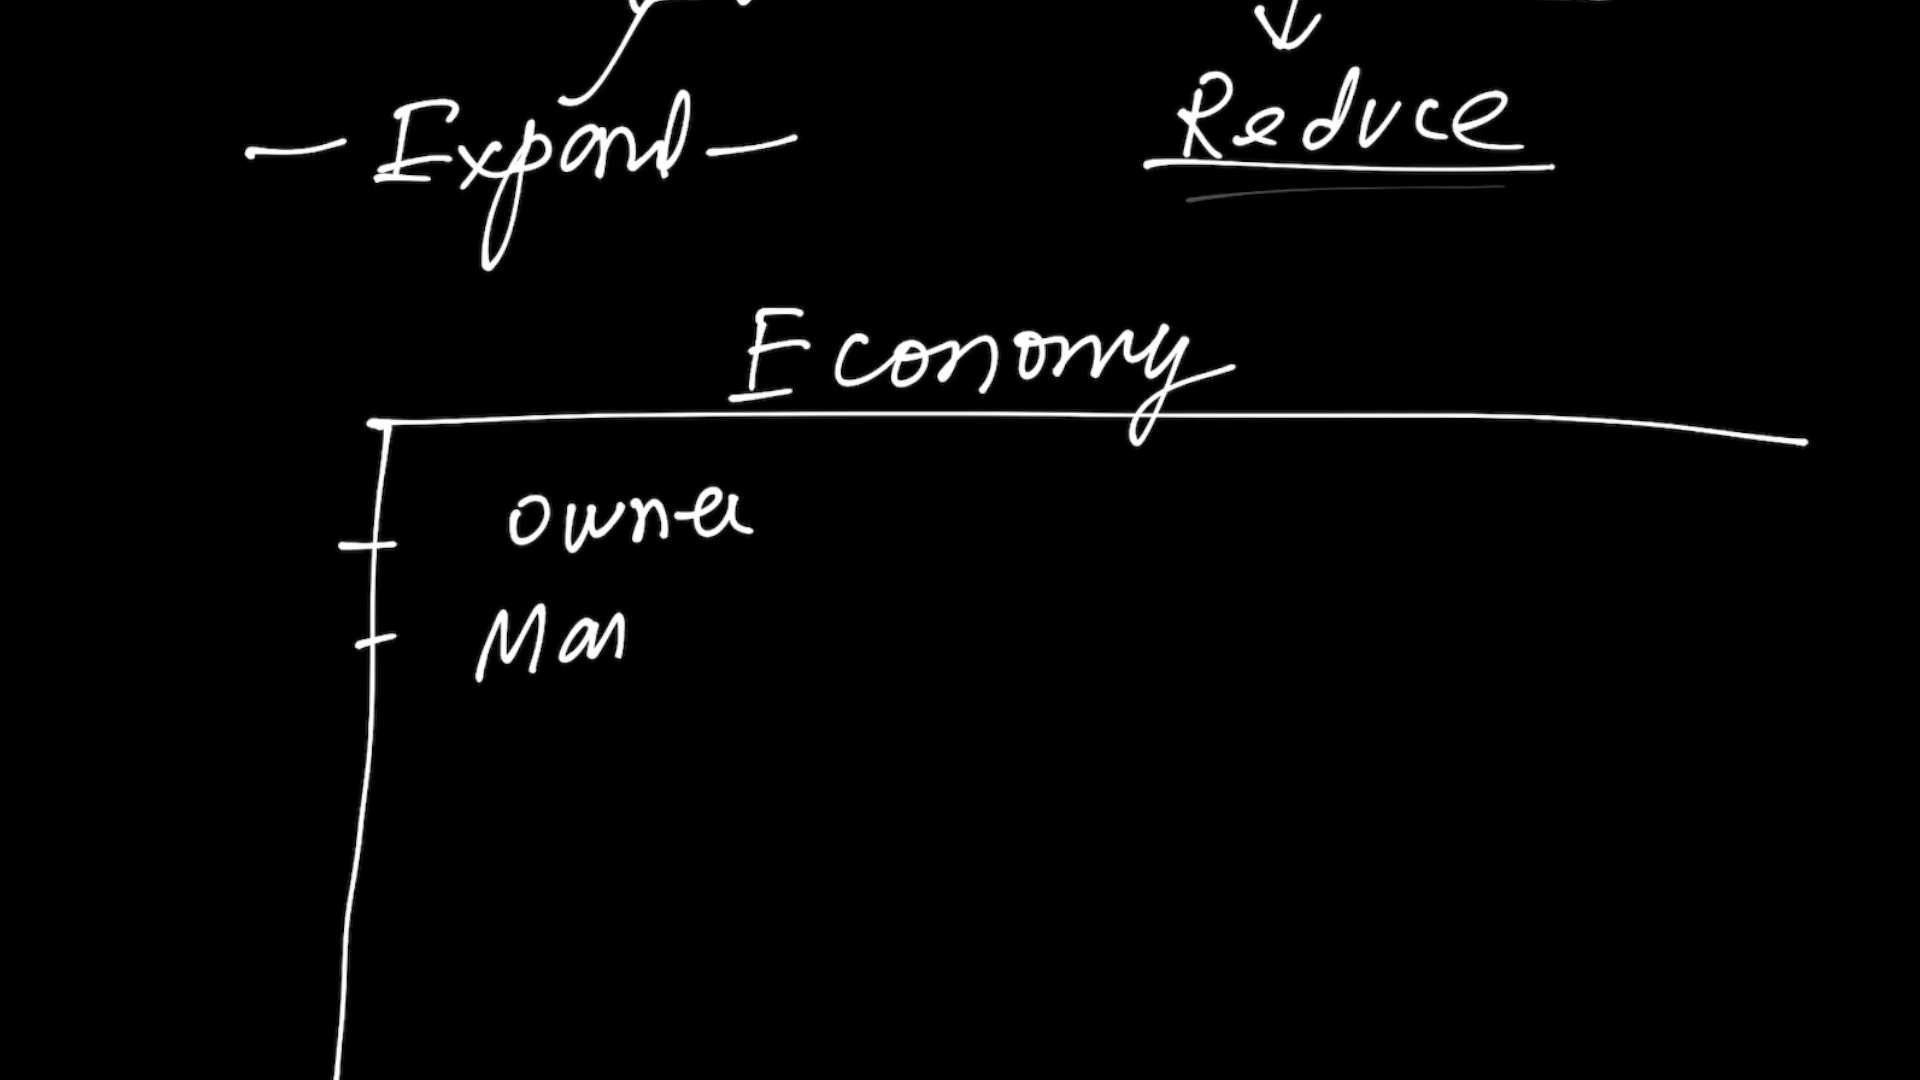 — Expand —
Reduce
Economy
owner
Man